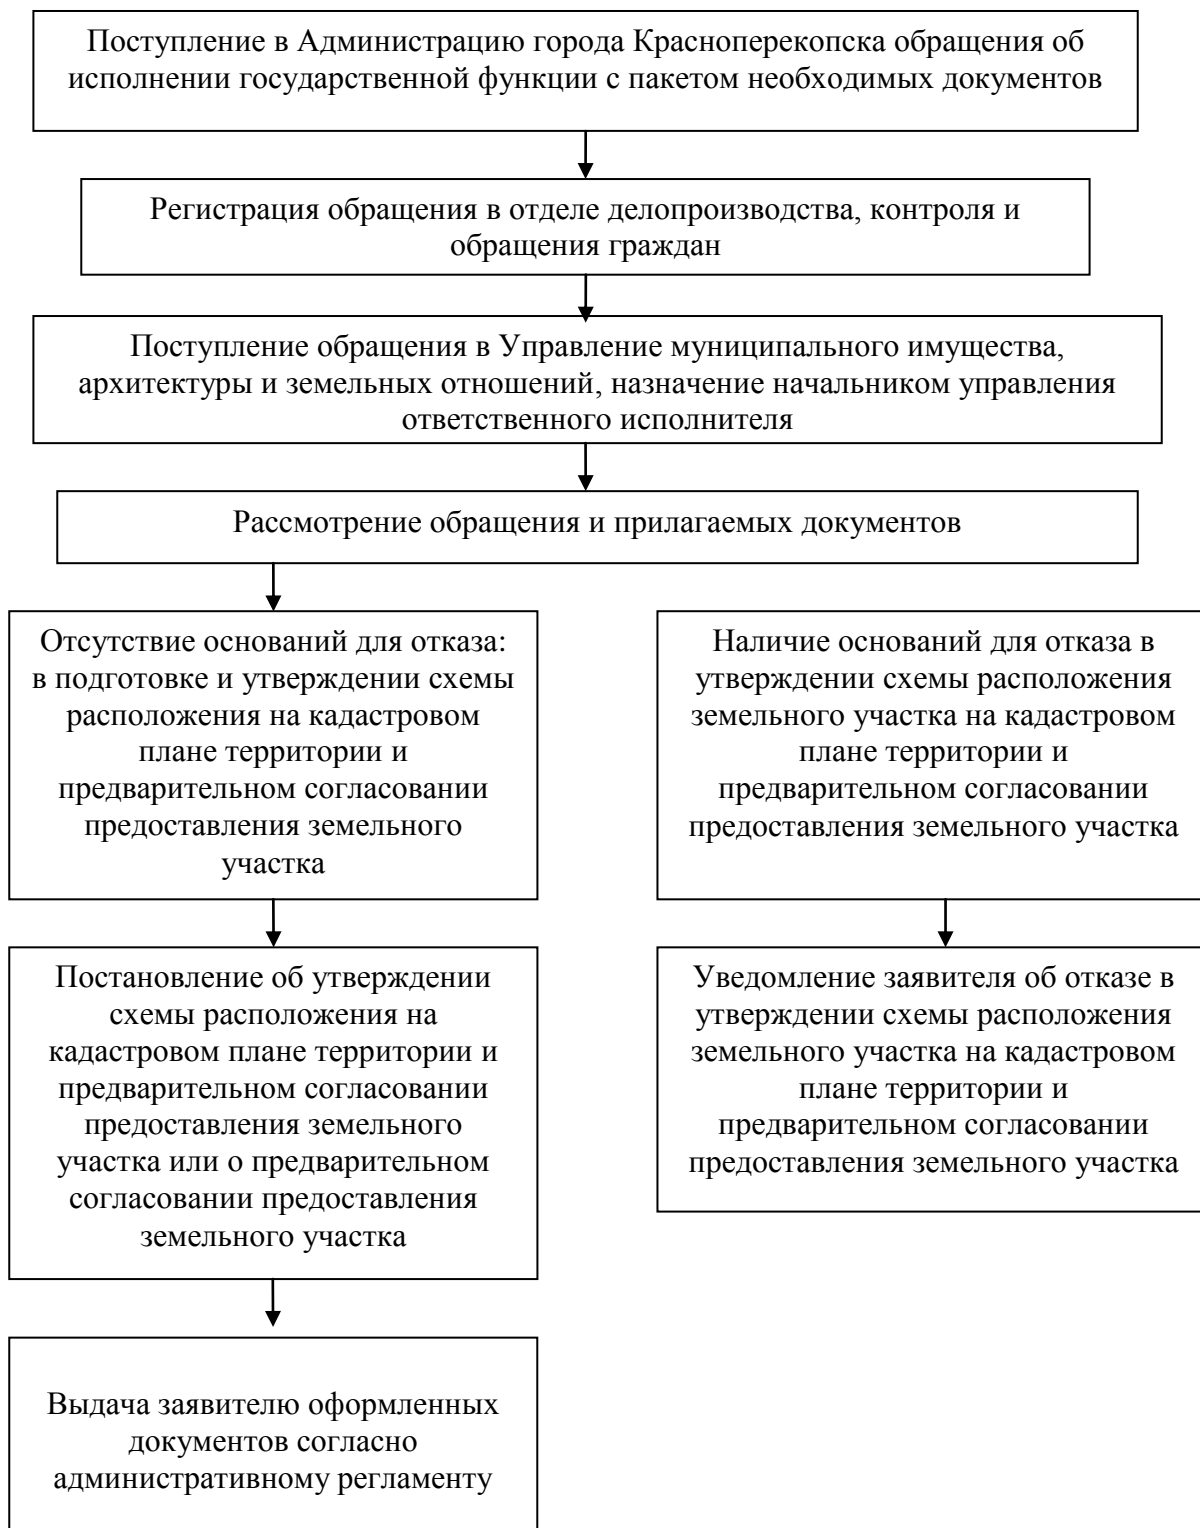 Поступление в Администрацию города Красноперекопска обращения об
исполнении государственной функции с пакетом необходимых документов
Регистрация обращения в отделе делопроизводства, контроля и
обращения граждан
Поступление обращения в Управление муниципального имущества,
архитектуры и земельных отношений, назначение начальником управления
ответственного исполнителя
Рассмотрение обращения и прилагаемых документов
Отсутствие оснований для отказа:
в подготовке и утверждении схемы
расположения на кадастровом
плане территории и
предварительном согласовании
предоставления земельного
участка
Наличие оснований для отказа в
утверждении схемы расположения
земельного участка на кадастровом
плане территории и
предварительном согласовании
предоставления земельного участка
Постановление об утверждении
схемы расположения на
кадастровом плане территории и
предварительном согласовании
предоставления земельного
участка или о предварительном
согласовании предоставления
земельного участка
Уведомление заявителя об отказе в
утверждении схемы расположения
земельного участка на кадастровом
плане территории и
предварительном согласовании
предоставления земельного участка
Выдача заявителю оформленных
документов согласно
административному регламенту